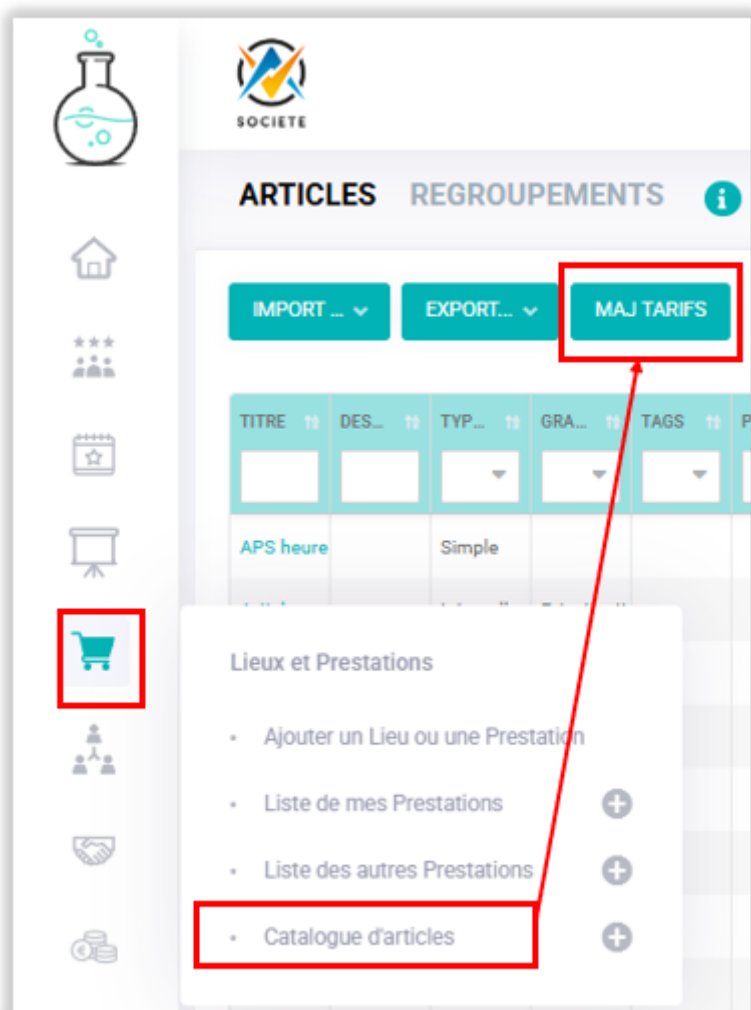 SOCIETE
ARTICLES REGROUPEMENTS
IMPORT ... EXPORT... MAJ TARIFS
TITRE DES... TYP... GRA... TAGS P
APS heure Simple
Lieux et Prestations
Ajouter un Lieu ou une Prestation
Liste de mes Prestations
Liste des autres Prestations
Catalogue d'articles